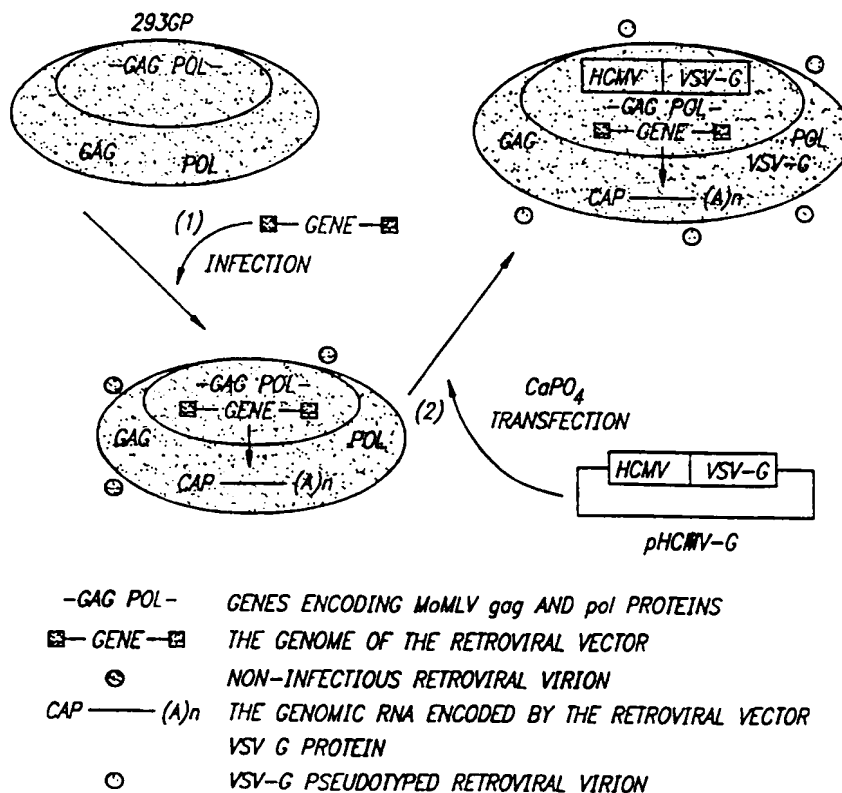 293GP
-GAG POL-
GAG
POL
HCMV VSV-G
-GAG POL-
GENE
GAG
POL
VSV-G
CAP (A)n
(1)
GENE
INFECTION
-GAG POL-
GENE
GAG
POL
CAP (A)n
(2)
CaPO4
TRANSFECTION
HCMV VSV-G
pHCMV-G
-GAG POL- GENES ENCODING MoMLV gag AND pol PROTEINS
GENE THE GENOME OF THE RETROVIRAL VECTOR
NON-INFECTIOUS RETROVIRAL VIRION
CAP (A)n THE GENOMIC RNA ENCODED BY THE RETROVIRAL VECTOR
VSV G PROTEIN
VSV-G PSEUDOTYPED RETROVIRAL VIRION